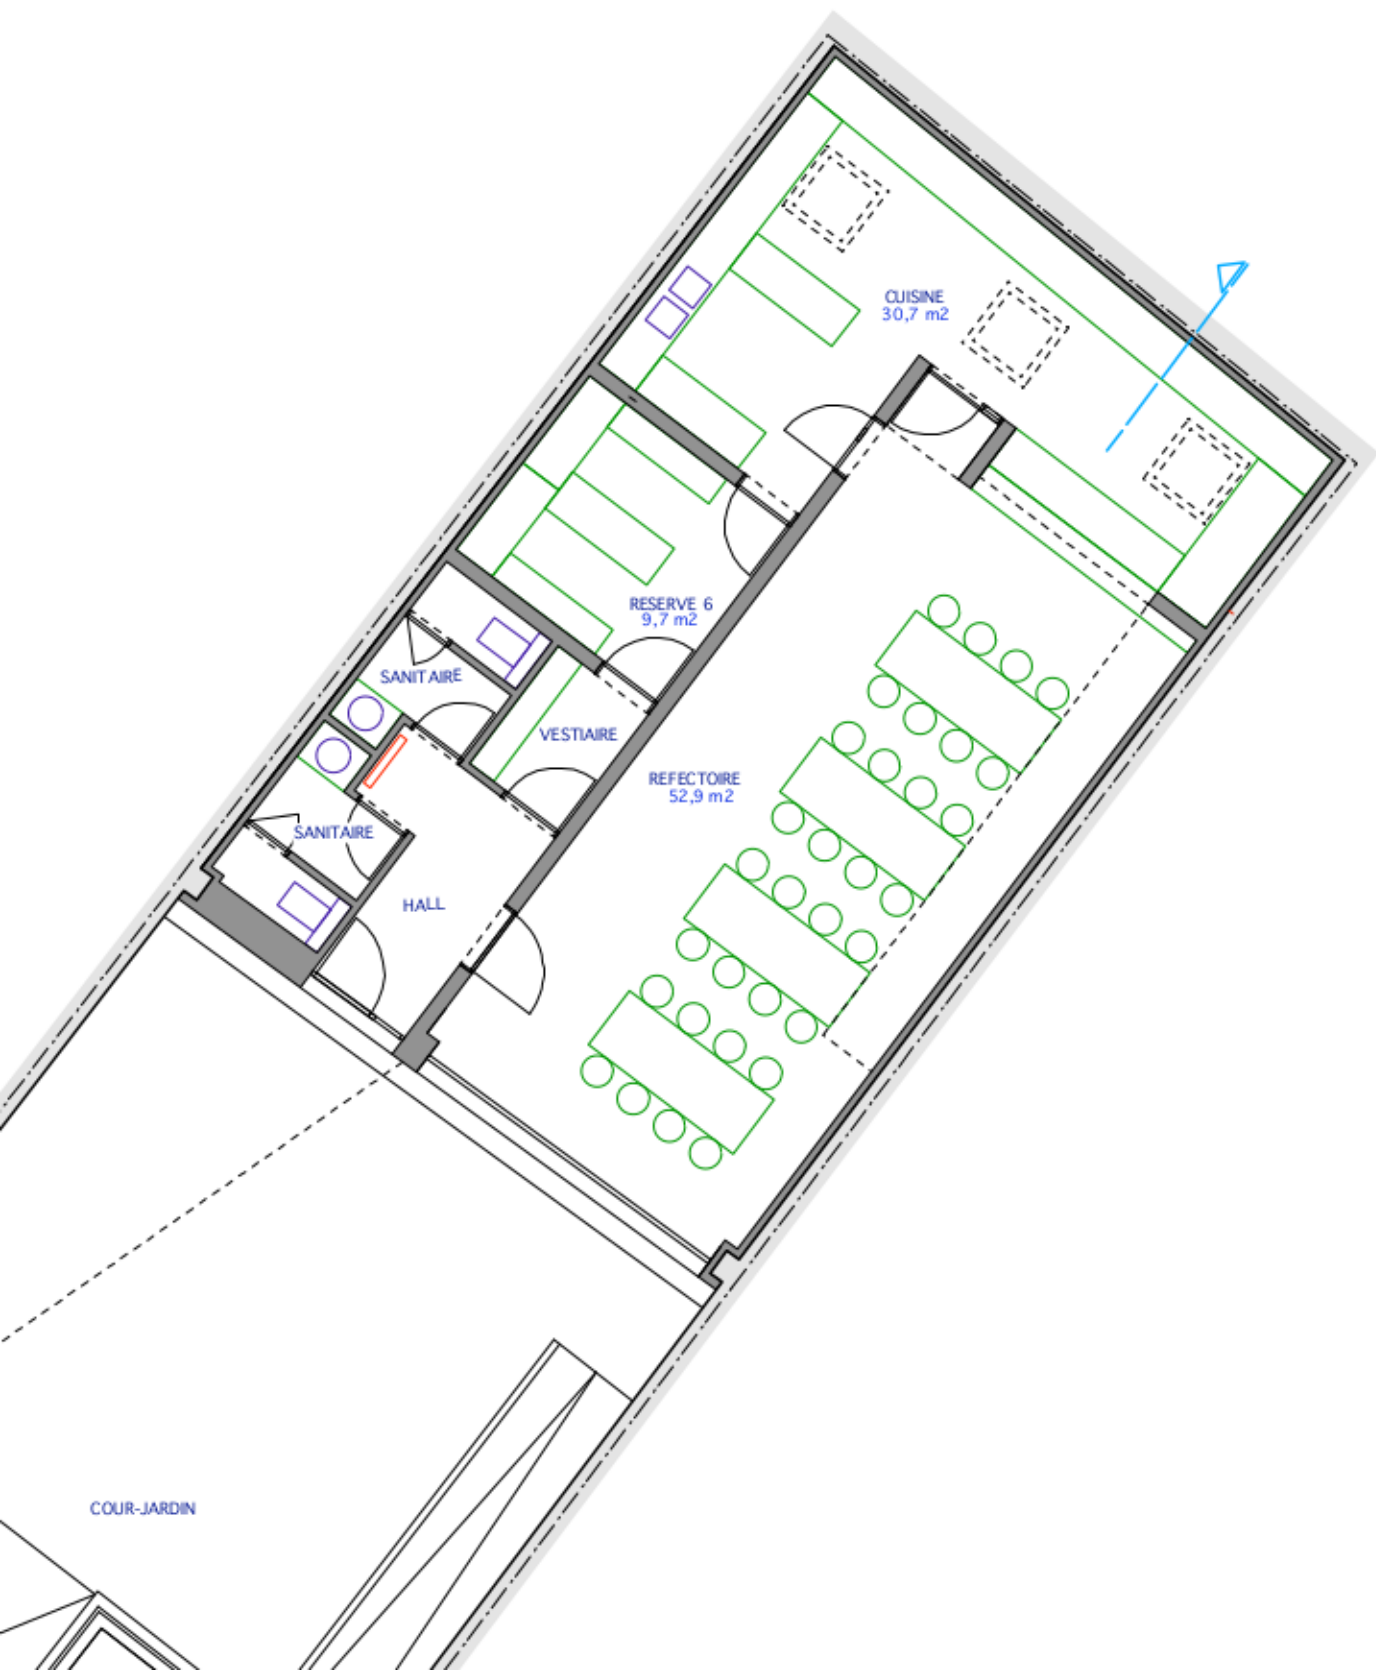 CUISINE
30,7 m2
RESERVE 6
9,7 m2
SANITAIRE
VESTIAIRE
REFECTOIRE
52,9 m2
SANITAIRE
HALL
COUR-JARDIN